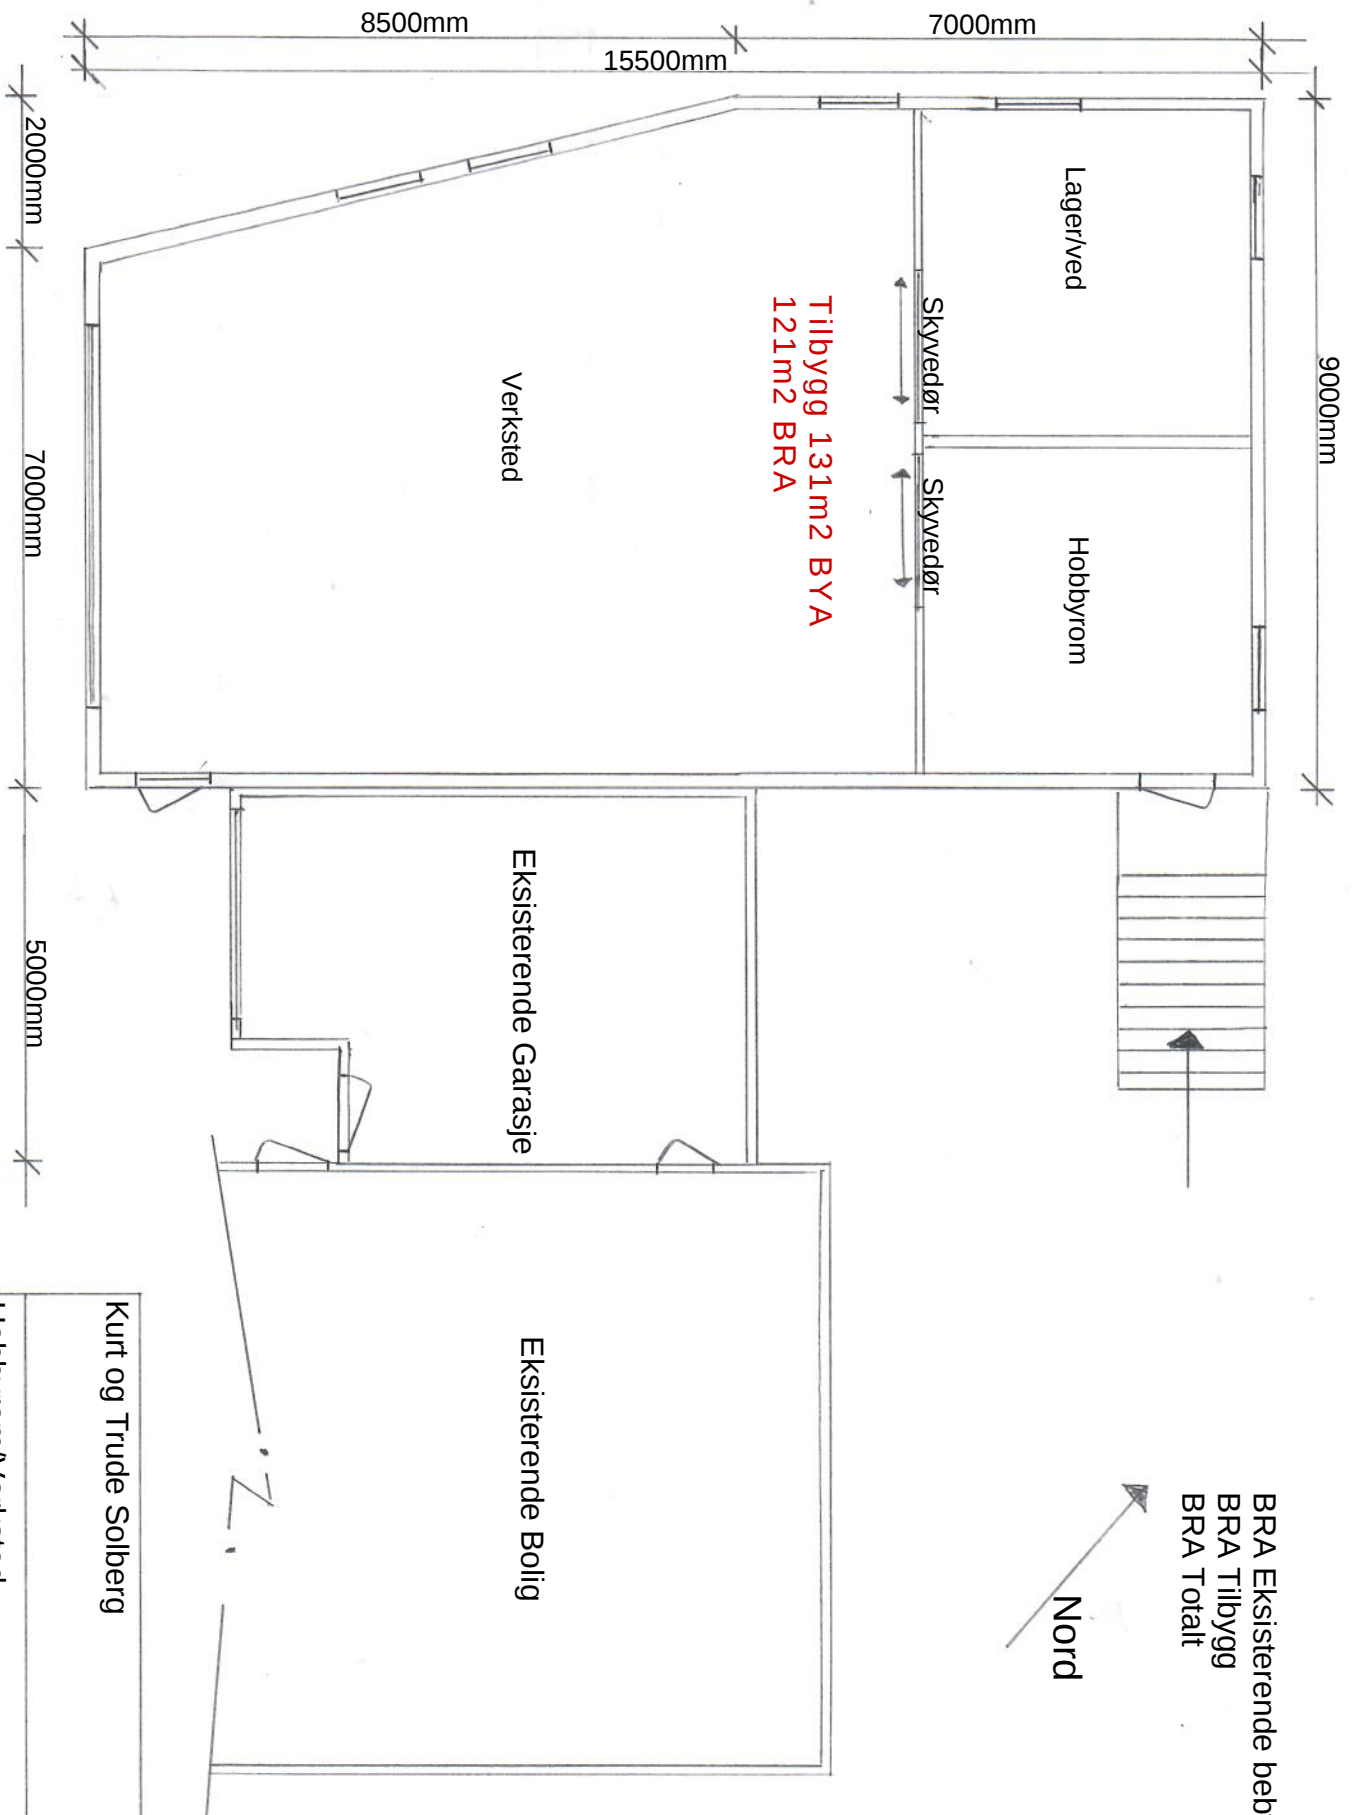 8500mm
7000mm
15500mm
2000mm
7000mm
5000mm
9000mm
Lager/ved
Skyvedør
Skyvedør
Hobbyrom
Tilbygg 131m2 BYA
121m2 BRA
Verksted
Eksisterende Garasje
Eksisterende Bolig
Nord
BRA Eksisterende beb
BRA Tilbygg
BRA Totalt
Kurt og Trude Solberg